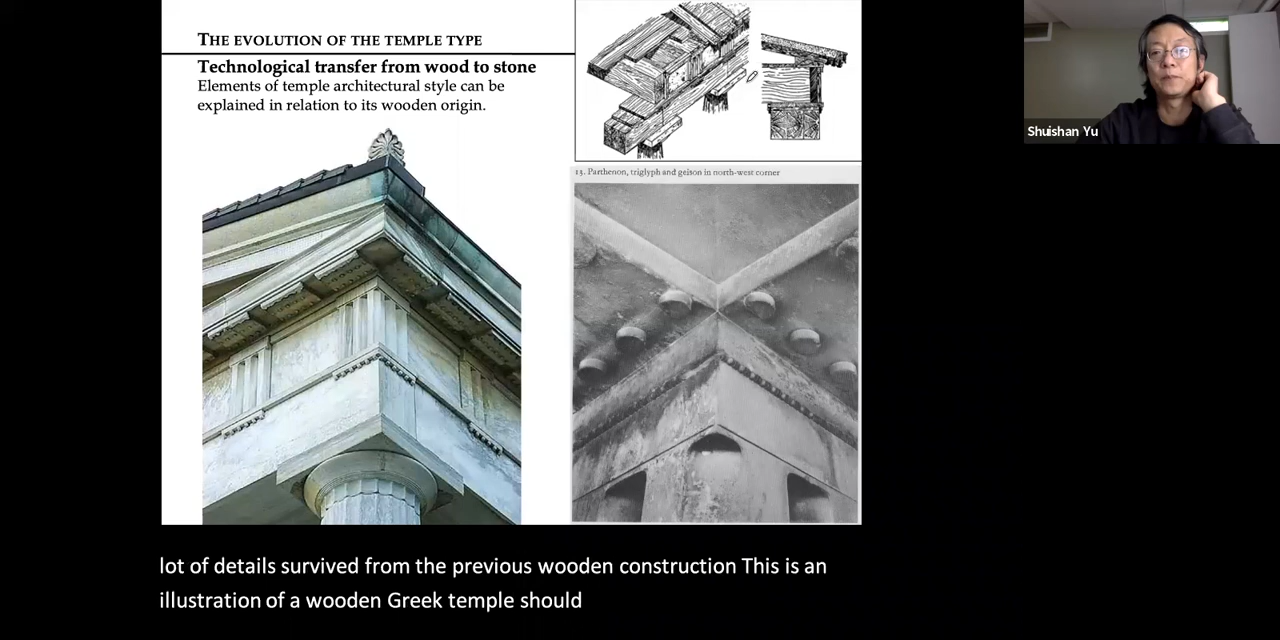 THE EVOLUTION OF THE TEMPLE TYPE
Technological transfer from wood to stone
Elements of temple architectural style can be
explained in relation to its wooden origin.
13. Parthenon, triglyph and geison in north-west corner
Shuishan Yu
lot of details survived from the previous wooden construction This is an
illustration of a wooden Greek temple should